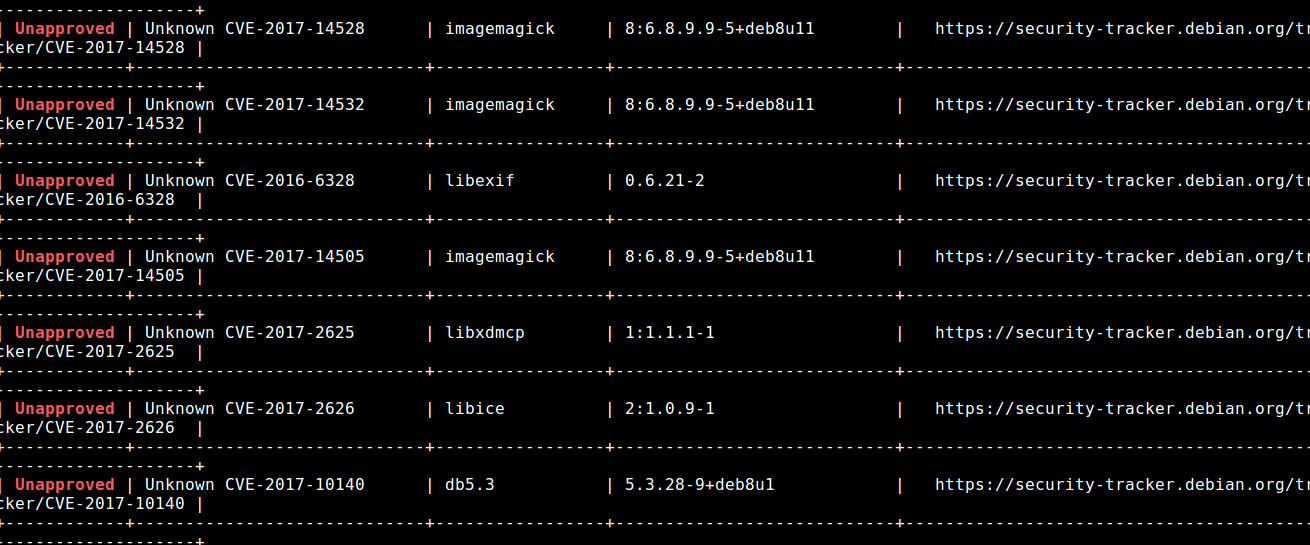 --------------------+
| Unapproved | Unknown CVE-2017-14528 | imagemagick | 8:6.8.9.9-5+deb8u11 | https://security-tracker.debian.org/tr
cker/CVE-2017-14528 |
+------------+-----------------------------+-----------------+----------------------------+-----------------------------------------
--------------------+
| Unapproved | Unknown CVE-2017-14532 | imagemagick | 8:6.8.9.9-5+deb8u11 | https://security-tracker.debian.org/tr
cker/CVE-2017-14532 |
+------------+-----------------------------+-----------------+----------------------------+-----------------------------------------
--------------------+
| Unapproved | Unknown CVE-2016-6328 | libexif | 0.6.21-2 | https://security-tracker.debian.org/tr
cker/CVE-2016-6328 |
+------------+-----------------------------+-----------------+----------------------------+-----------------------------------------
--------------------+
| Unapproved | Unknown CVE-2017-14505 | imagemagick | 8:6.8.9.9-5+deb8u11 | https://security-tracker.debian.org/tr
cker/CVE-2017-14505 |
+------------+-----------------------------+-----------------+----------------------------+-----------------------------------------
--------------------+
| Unapproved | Unknown CVE-2017-2625 | libxdmcp | 1:1.1.1-1 | https://security-tracker.debian.org/tr
cker/CVE-2017-2625 |
+------------+-----------------------------+-----------------+----------------------------+-----------------------------------------
--------------------+
| Unapproved | Unknown CVE-2017-2626 | libice | 2:1.0.9-1 | https://security-tracker.debian.org/tr
cker/CVE-2017-2626 |
+------------+-----------------------------+-----------------+----------------------------+-----------------------------------------
--------------------+
| Unapproved | Unknown CVE-2017-10140 | db5.3 | 5.3.28-9+deb8u1 | https://security-tracker.debian.org/tr
cker/CVE-2017-10140 |
+------------+-----------------------------+-----------------+----------------------------+-----------------------------------------
--------------------+